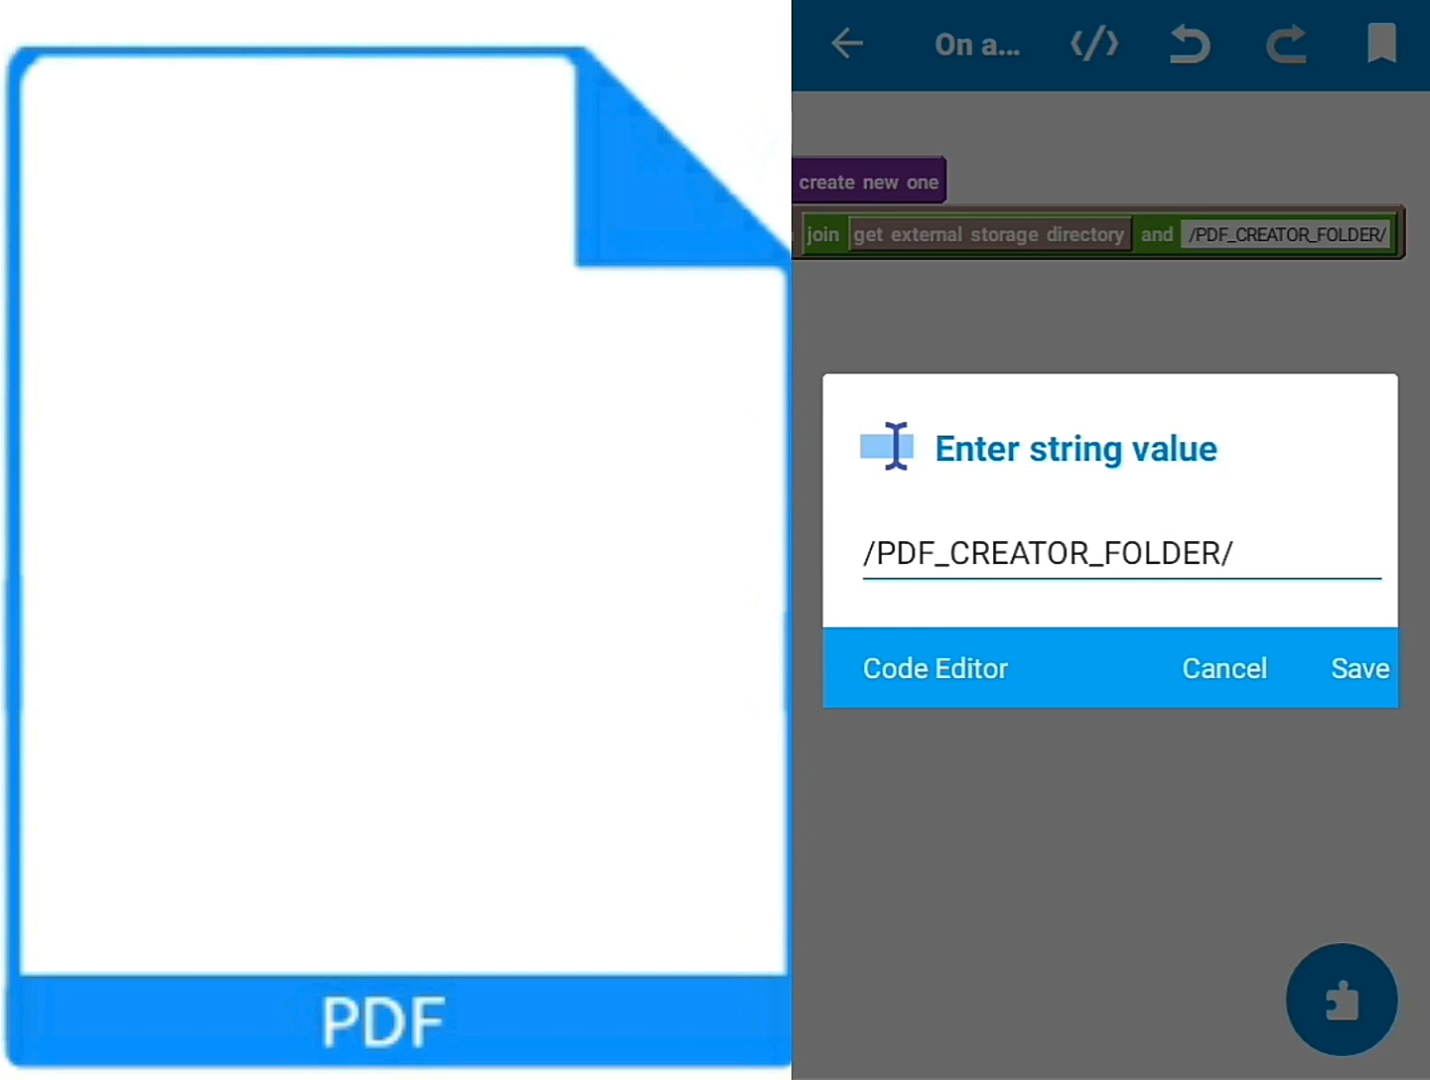 PDF
On a...
create new one
join get external storage directory and /PDF_CREATOR_FOLDER/
Enter string value
/PDF_CREATOR_FOLDER/
Code Editor Cancel Save